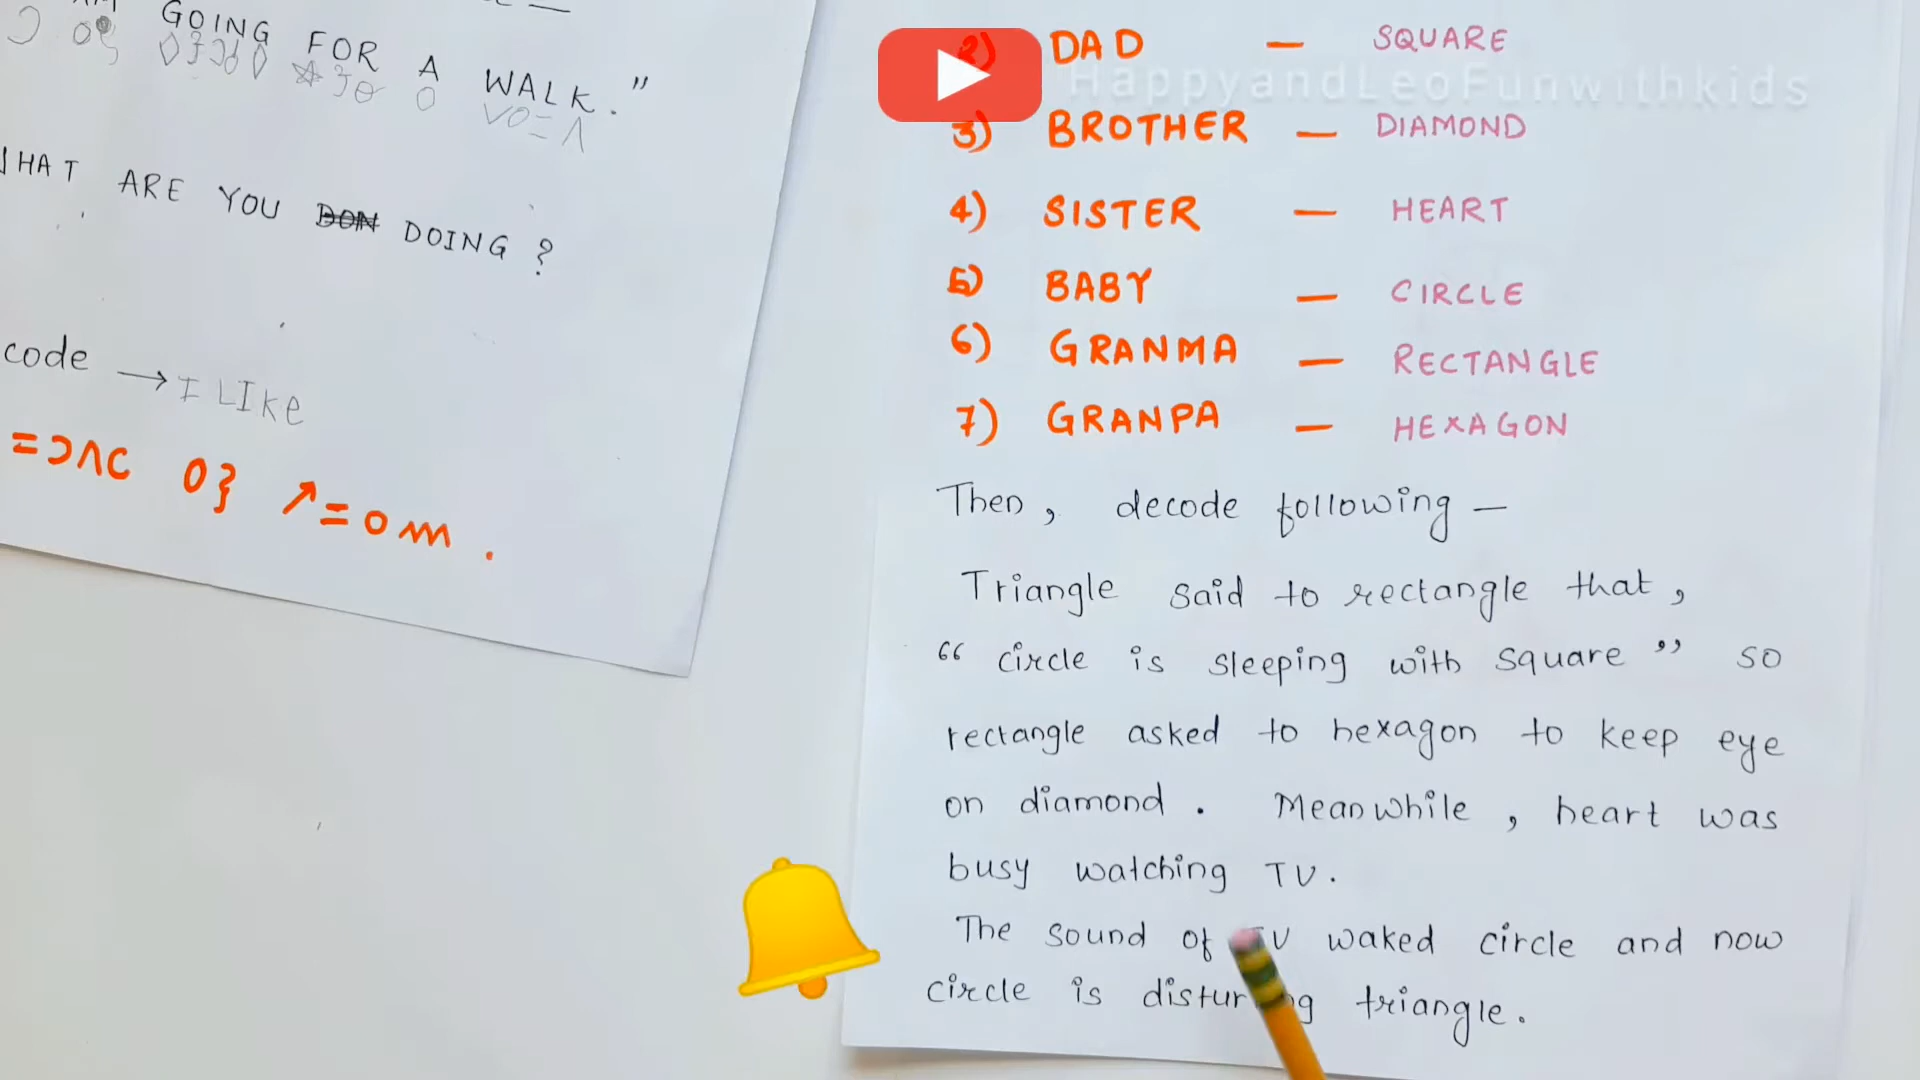 GOING FOR A WALK."
ARE YOU DOING ?
code → I LIKE
2) DAD — SQUARE
HappyandLeoFunwithkids
3) BROTHER — DIAMOND
4) SISTER — HEART
5) BABY — CIRCLE
6) GRANMA — RECTANGLE
7) GRANPA — HEXAGON
Then, decode following —
Triangle said to rectangle that,
" circle is sleeping with square " so
rectangle asked to hexagon to keep eye
on diamond. Meanwhile, heart was
busy watching TV.
The sound of TV waked circle and now
circle is disturbing triangle.